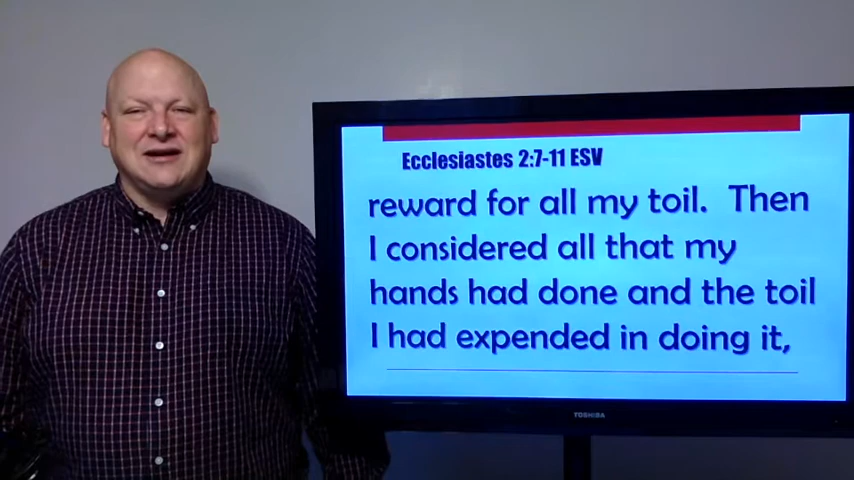 Ecclesiastes 2:7-11 ESV
reward for all my toil. Then
I considered all that my
hands had done and the toil
I had expended in doing it,
TOSHIBA